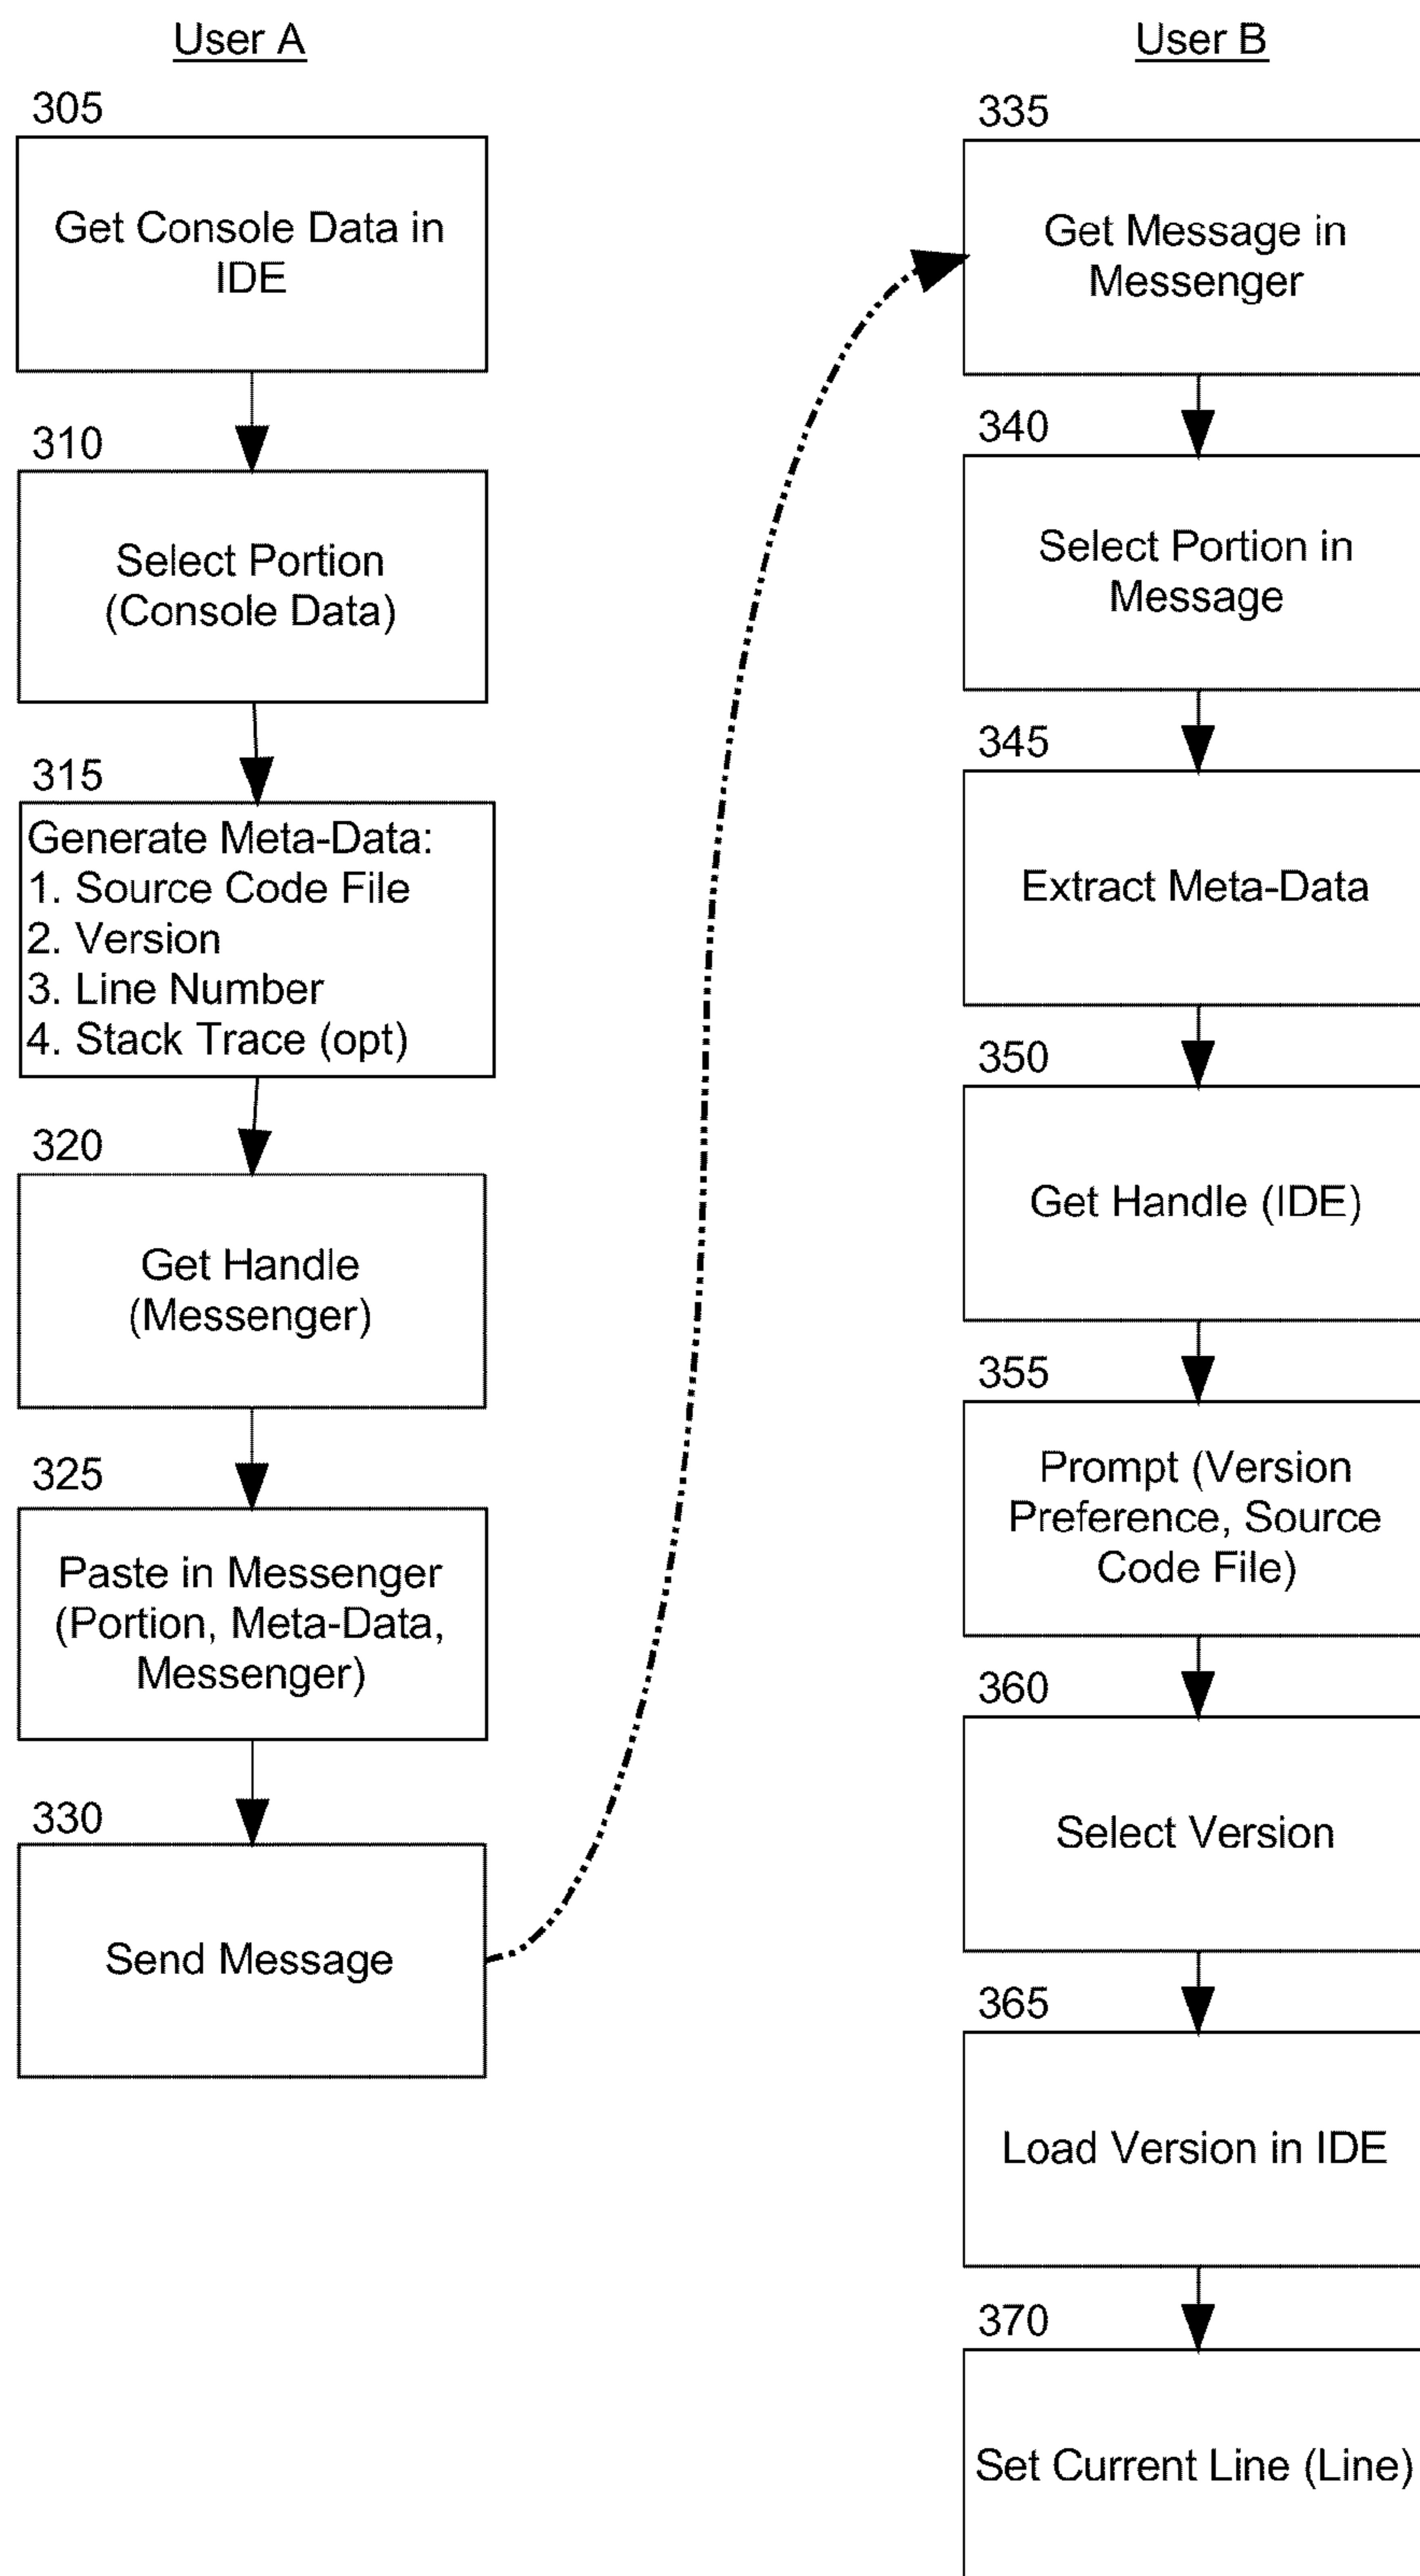 User A
305
Get Console Data in
IDE
310
Select Portion
(Console Data)
315
Generate Meta-Data:
1. Source Code File
2. Version
3. Line Number
4. Stack Trace (opt)
320
Get Handle
(Messenger)
325
Paste in Messenger
(Portion, Meta-Data,
Messenger)
330
Send Message
User B
335
Get Message in
Messenger
340
Select Portion in
Message
345
Extract Meta-Data
350
Get Handle (IDE)
355
Prompt (Version
Preference, Source
Code File)
360
Select Version
365
Load Version in IDE
370
Set Current Line (Line)